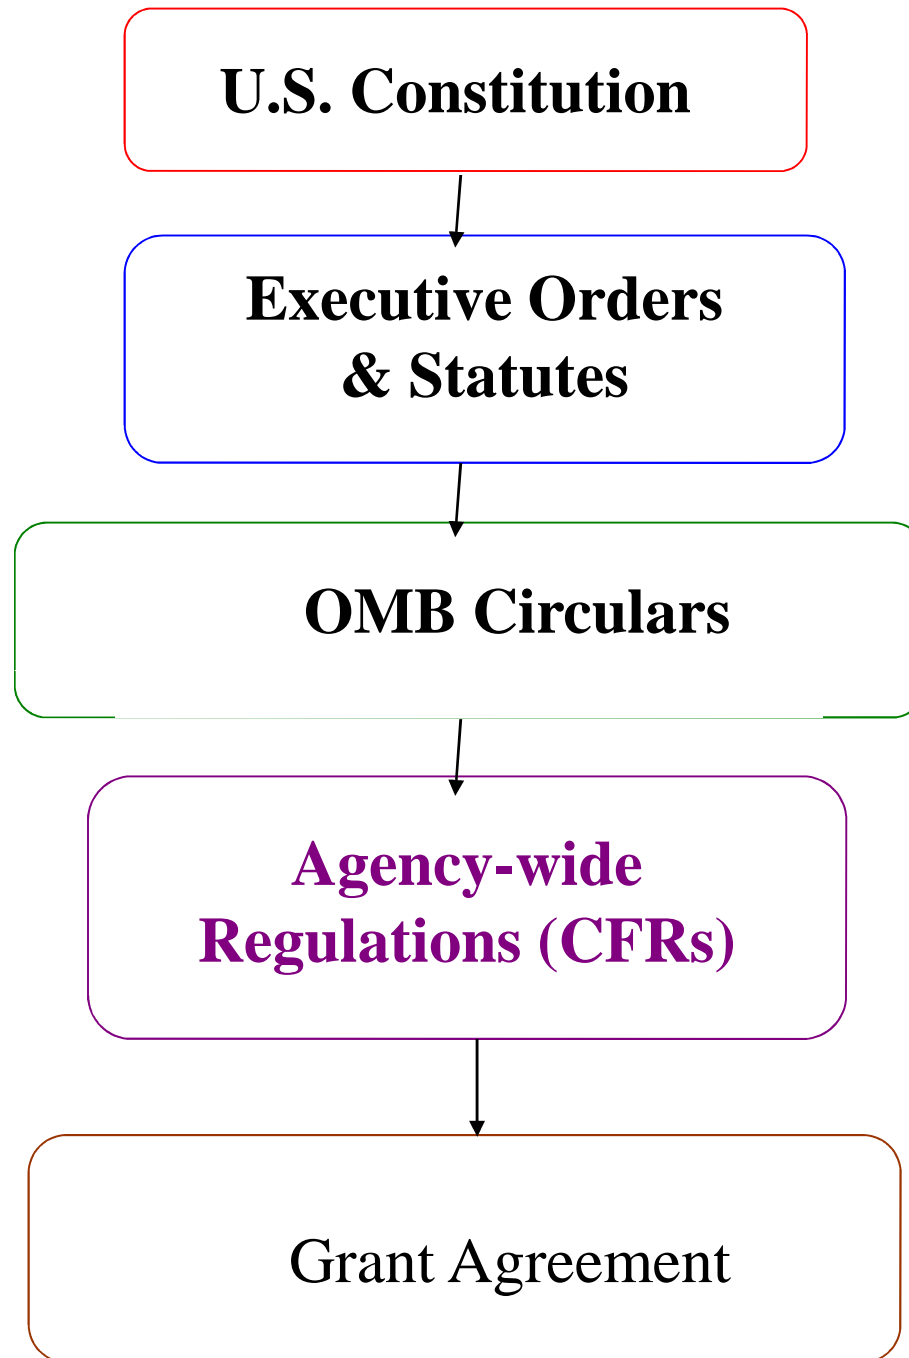 U.S. Constitution
Executive Orders
& Statutes
OMB Circulars
Agency-wide
Regulations (CFRs)
Grant Agreement